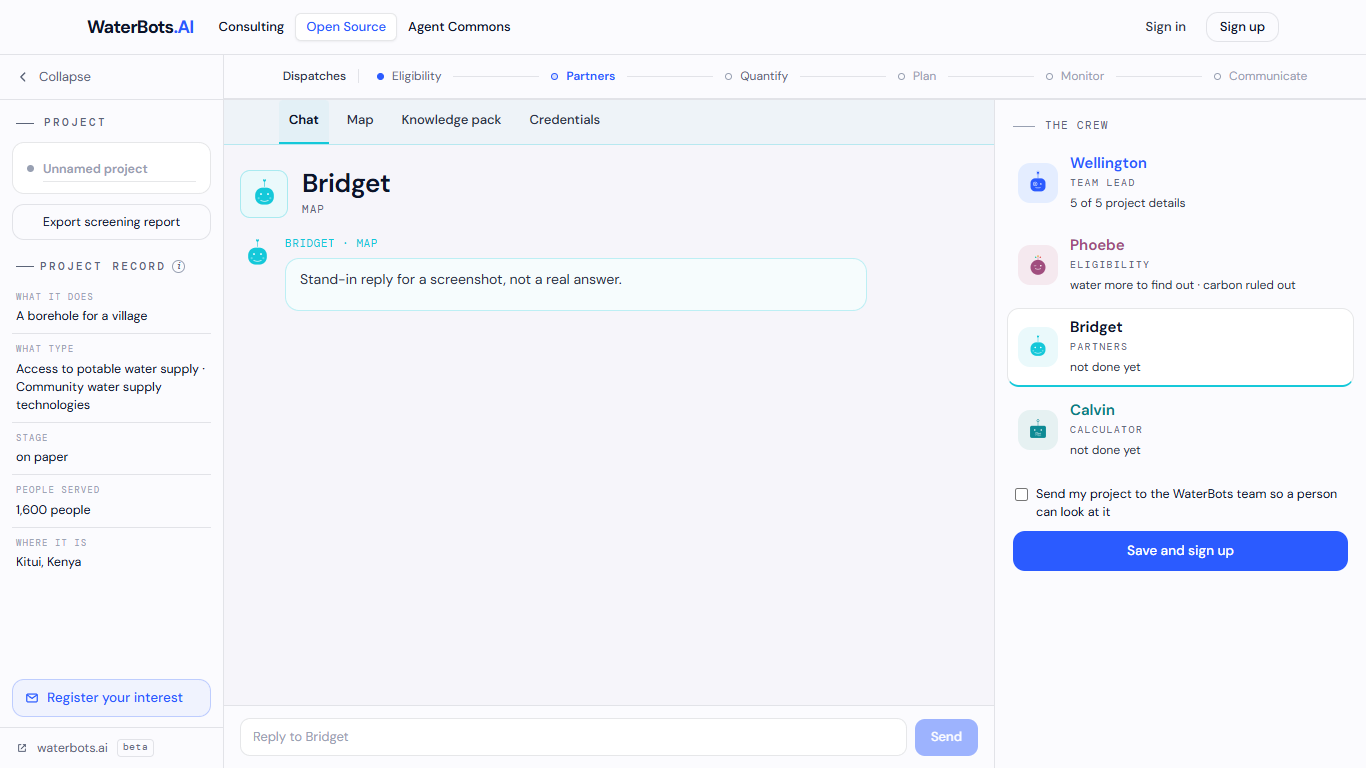 WaterBots.AI
Consulting
Open Source
Agent Commons
Sign in
Sign up
Collapse
Dispatches
Eligibility
Partners
Quantify
Plan
Monitor
Communicate
PROJECT
Unnamed project
Export screening report
PROJECT RECORD
i
WHAT IT DOES
A borehole for a village
WHAT TYPE
Access to potable water supply ·
Community water supply
technologies
STAGE
on paper
PEOPLE SERVED
1,600 people
WHERE IT IS
Kitui, Kenya
Register your interest
waterbots.ai
beta
Chat
Map
Knowledge pack
Credentials
Bridget
MAP
BRIDGET · MAP
Stand-in reply for a screenshot, not a real answer.
Reply to Bridget
Send
THE CREW
Wellington
TEAM LEAD
5 of 5 project details
Phoebe
ELIGIBILITY
water more to find out · carbon ruled out
Bridget
PARTNERS
not done yet
Calvin
CALCULATOR
not done yet
Send my project to the WaterBots team so a person
can look at it
Save and sign up